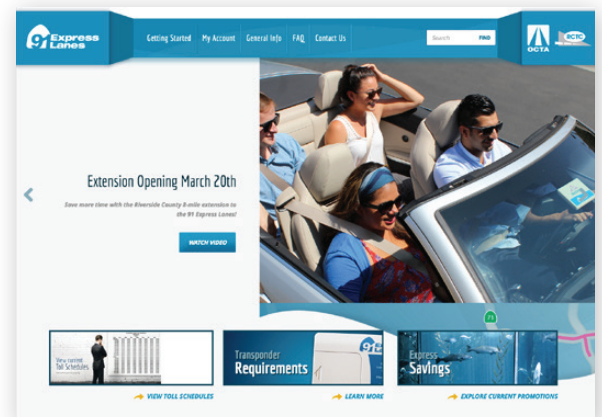 91 Express
Lanes
Getting Started My Account General Info FAQ Contact Us
Search FIND
OCTA
RCTC
Extension Opening March 20th
Save more time with the Riverside County 8-mile extension to
the 91 Express Lanes!
WATCH VIDEO
71
View current
Toll Schedules
VIEW TOLL SCHEDULES
Transponder
Requirements
91
LEARN MORE
Express
Savings
EXPLORE CURRENT PROMOTIONS